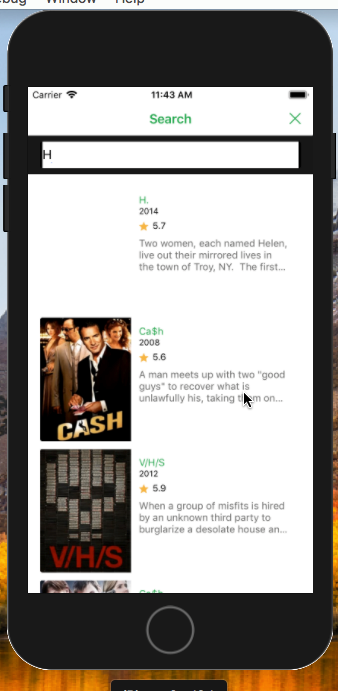 Window
Help
Carrier
11:43 AM
Search
H
H.
2014
5.7
Two women, each named Helen,
live out their mirrored lives in
the town of Troy, NY.  The first...
CASH
Ca$h
2008
5.6
A man meets up with two "good
guys" to recover what is
unlawfully his, taking them on...
V/H/S
V/H/S
2012
5.9
When a group of misfits is hired
by an unknown third party to
burglarize a desolate house an...
Ca$h